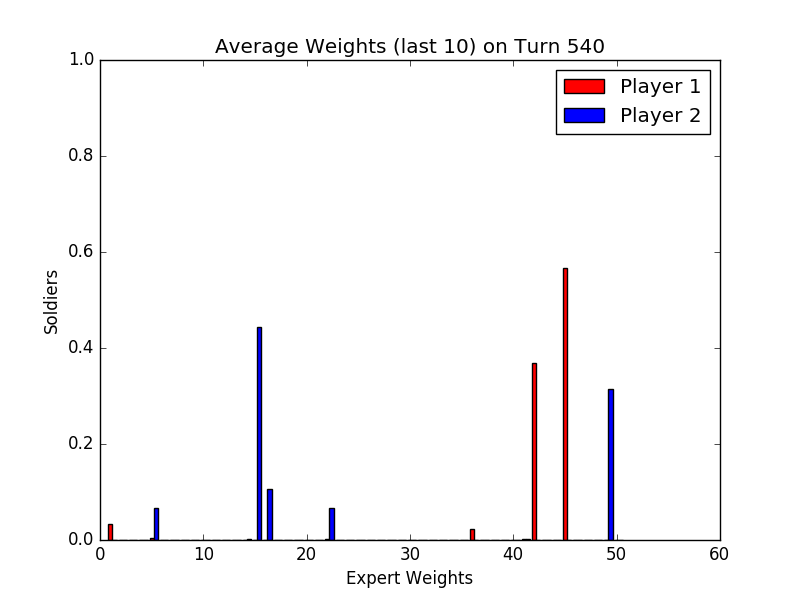 Average Weights (last 10) on Turn 540
Player 1
Player 2
1.0
0.8
0.6
0.4
0.2
0.0
Soldiers
0 10 20 30 40 50 60
Expert Weights